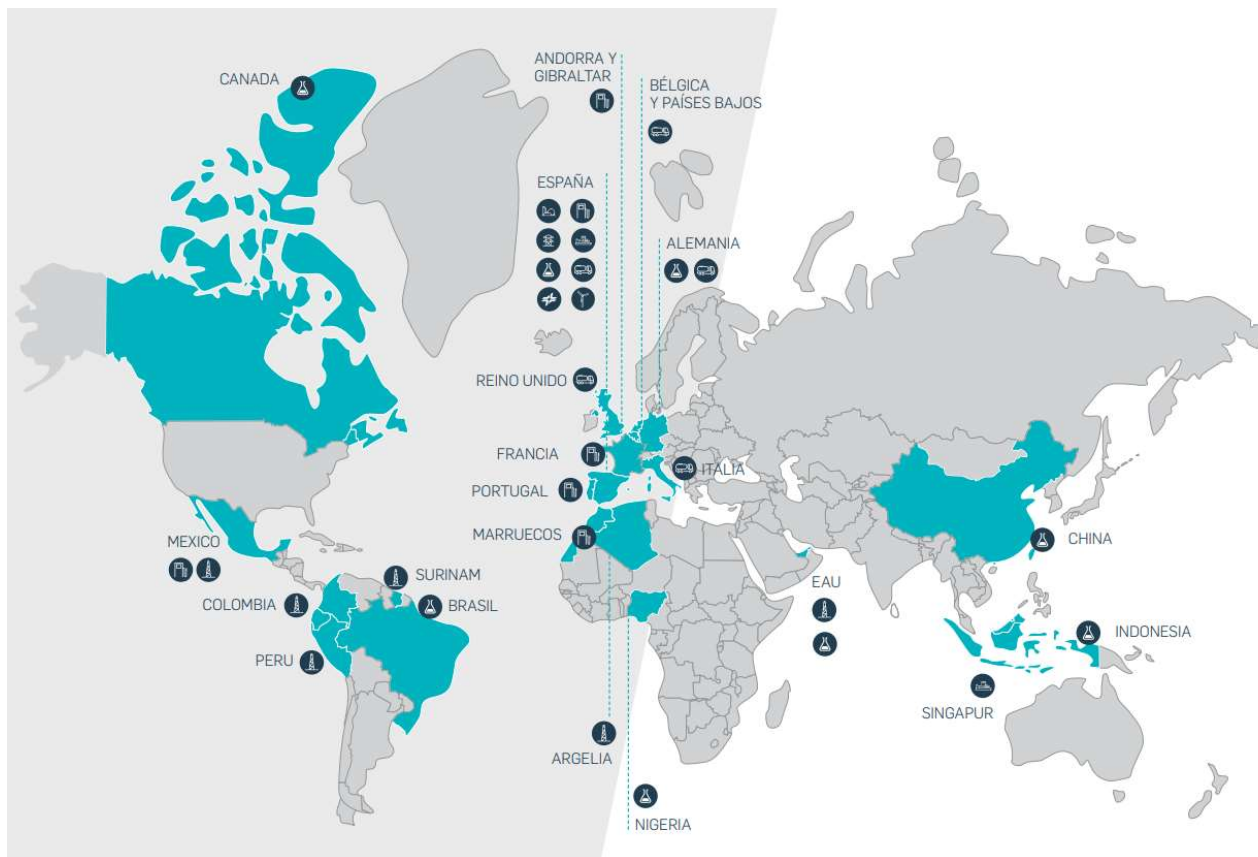 CANADA
ANDORRA Y
GIBRALTAR
BÉLGICA
Y PAÍSES BAJOS
ESPAÑA
ALEMANIA
REINO UNIDO
FRANCIA
ITALIA
PORTUGAL
MARRUECOS
CHINA
MEXICO
SURINAM
EAU
COLOMBIA
BRASIL
INDONESIA
PERU
SINGAPUR
ARGELIA
NIGERIA